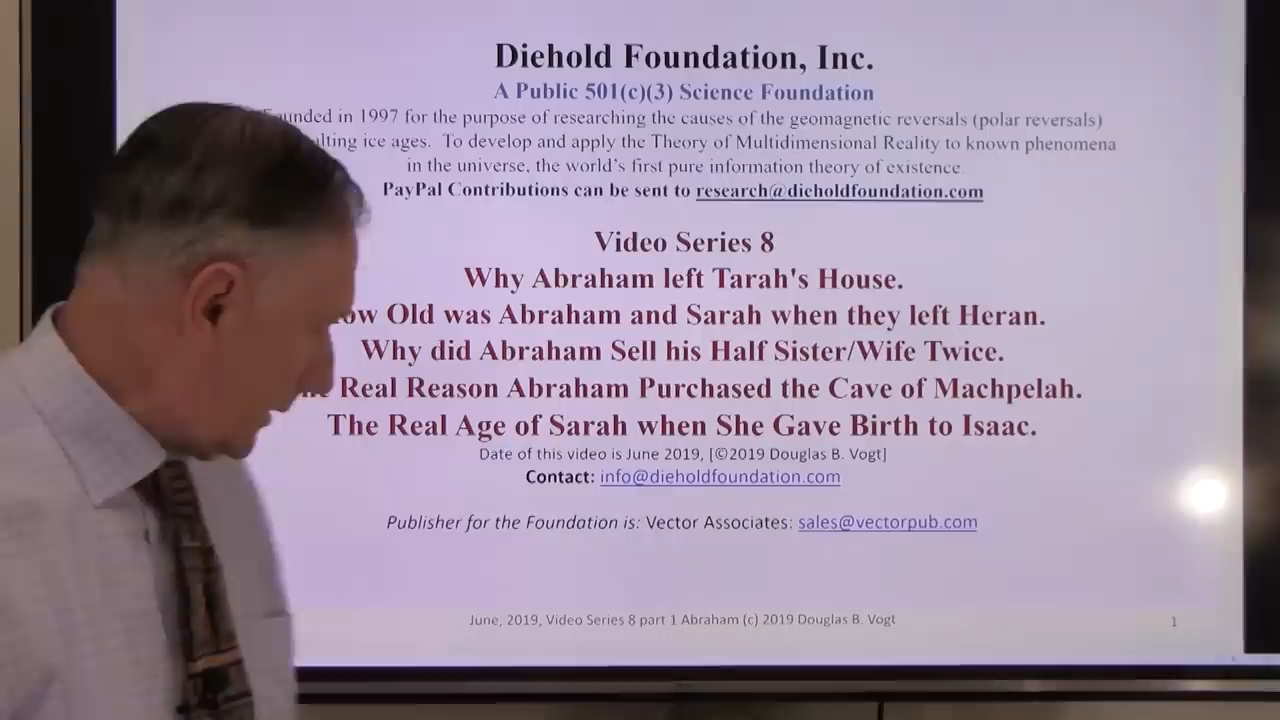 Diehold Foundation, Inc.
A Public 501(c)(3) Science Foundation
in 1997 for the purpose of researching the causes of the geomagnetic reversals (polar reversals)
ice ages. To develop and apply the Theory of Multidimensional Reality to known phenomena
in the universe, the world's first pure information theory of existence.
PayPal Contributions can be sent to research@dieholdfoundation.com
Video Series 8
Why Abraham left Tarah's House.
Old was Abraham and Sarah when they left Heran.
Why did Abraham Sell his Half Sister/Wife Twice.
Real Reason Abraham Purchased the Cave of Machpelah.
The Real Age of Sarah when She Gave Birth to Isaac.
Date of this video is June 2019, [©2019 Douglas B. Vogt]
Contact: info@dieholdfoundation.com
Publisher for the Foundation is: Vector Associates: sales@vectorpub.com
June, 2019, Video Series 8 part 1 Abraham (c) 2019 Douglas B. Vogt
1